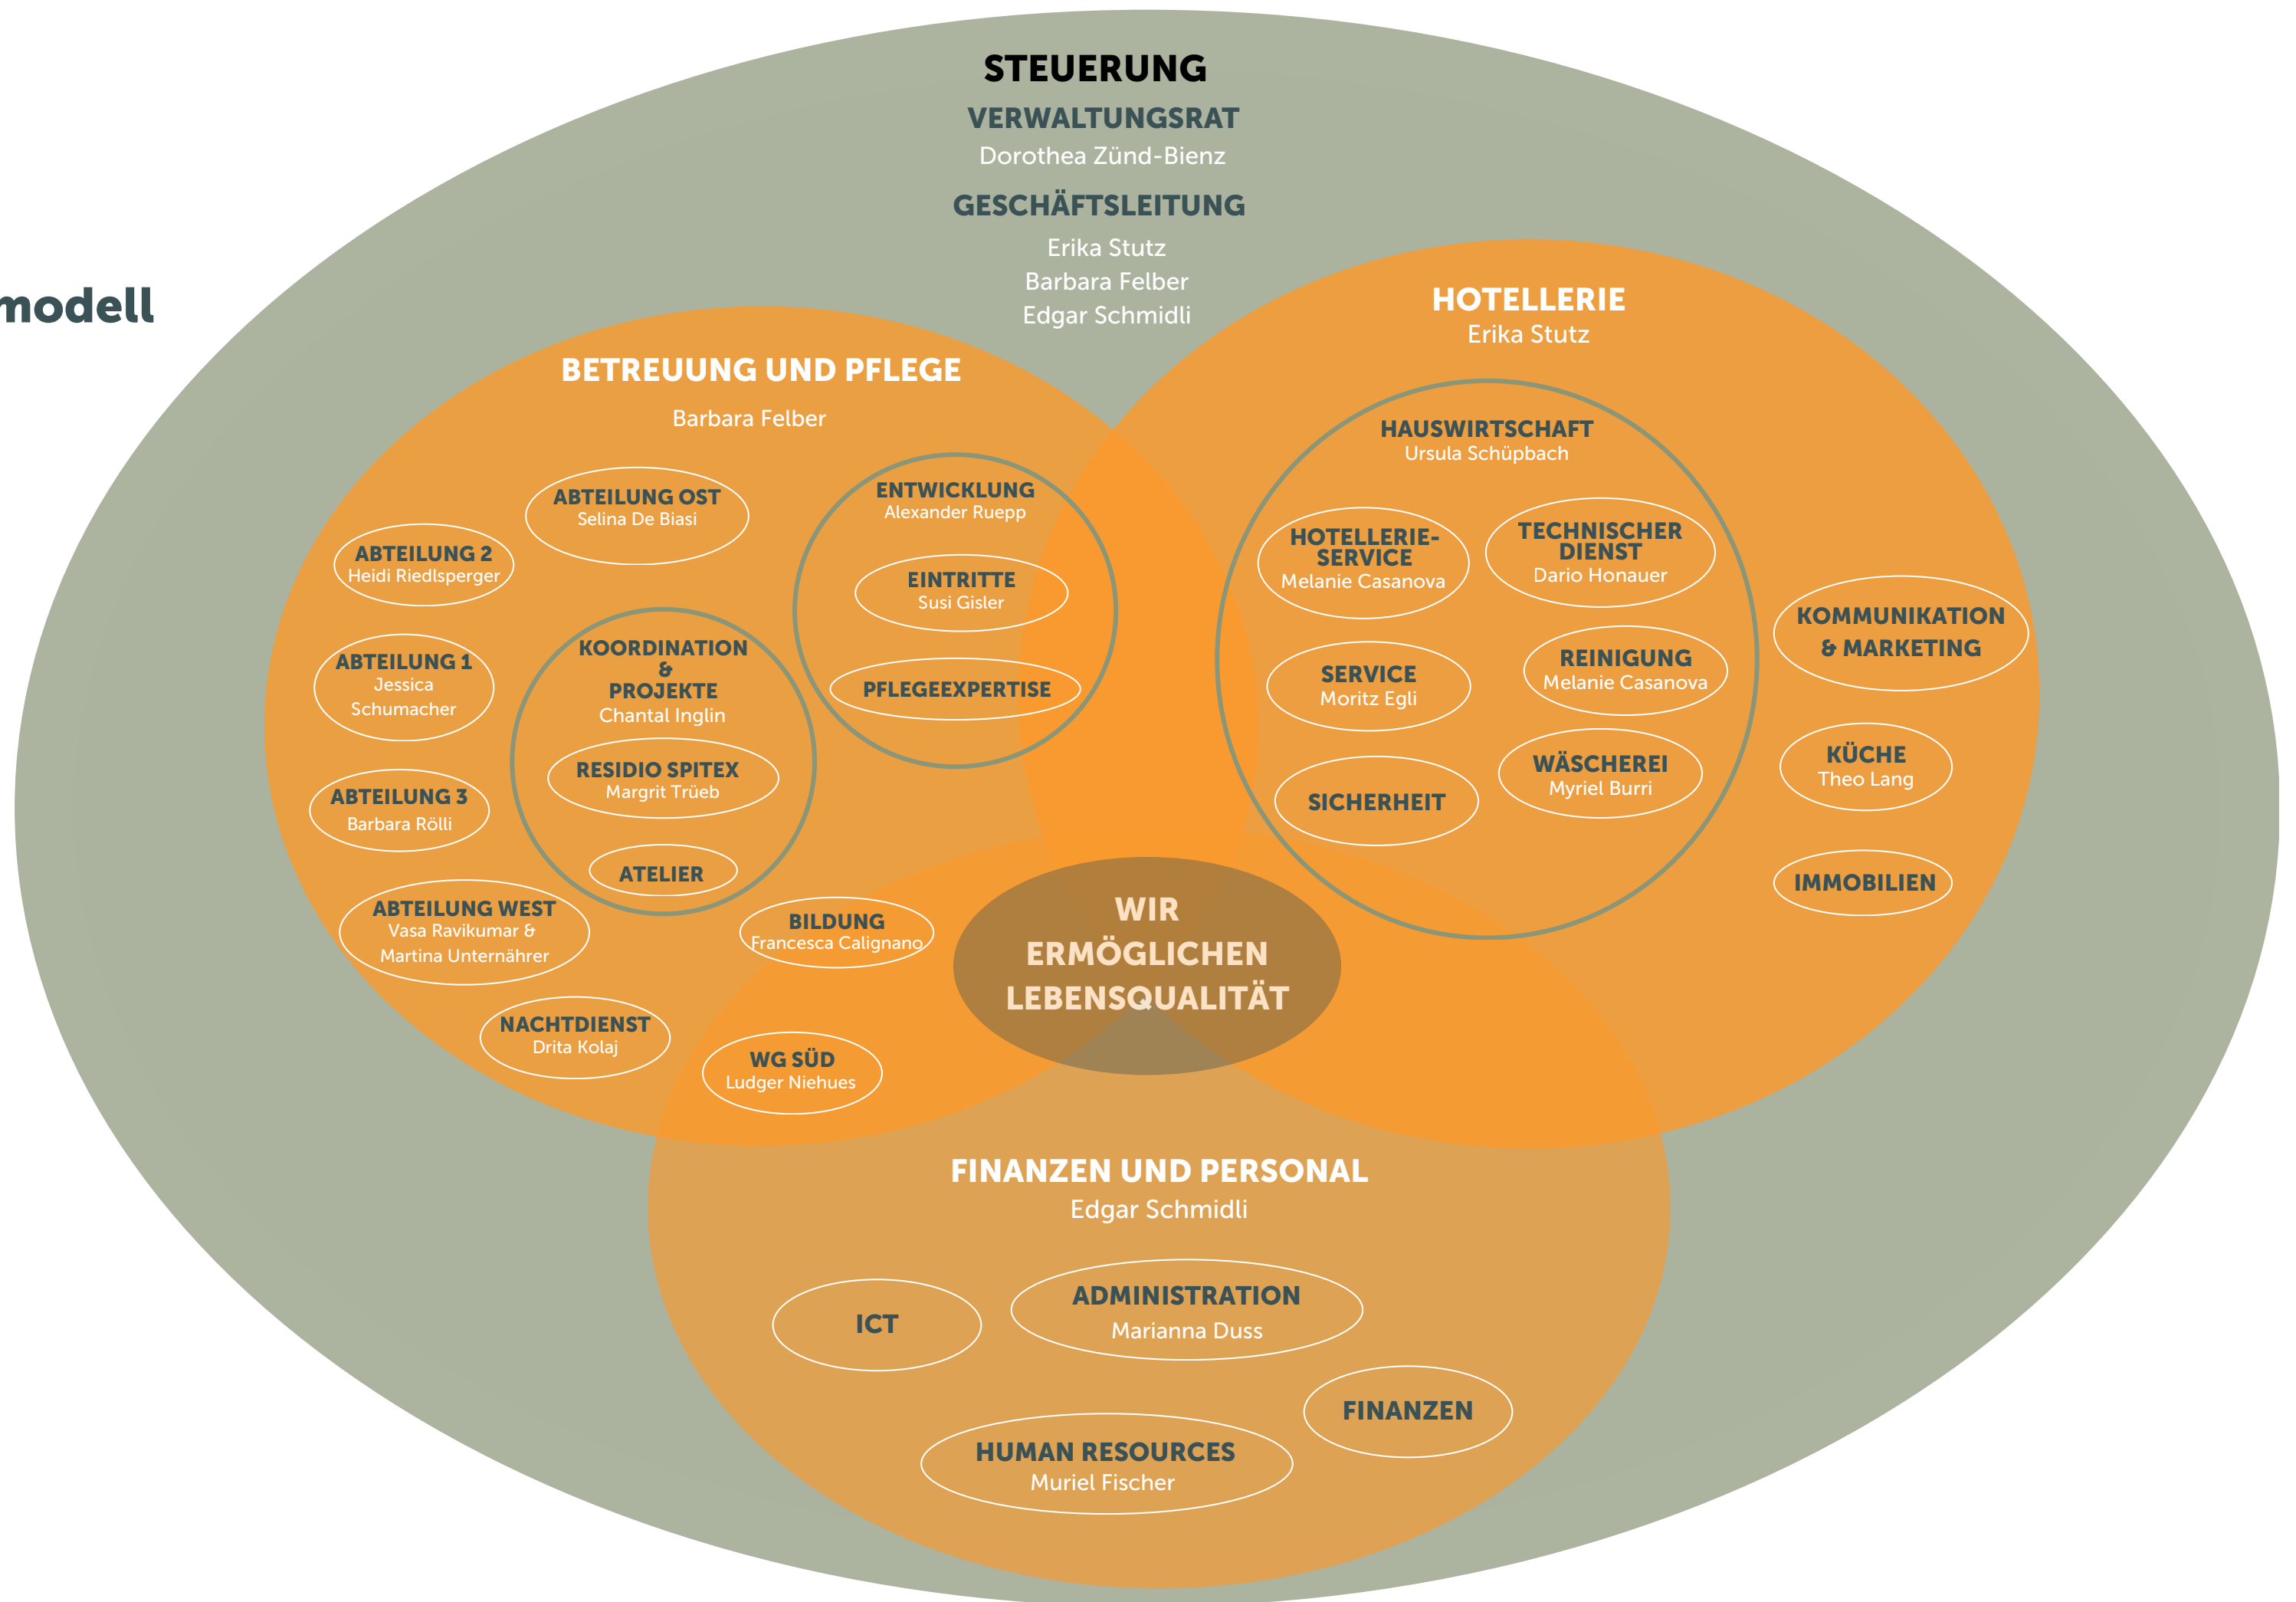 modell
STEUERUNG
VERWALTUNGSRAT
Dorothea Zünd-Bienz
GESCHÄFTSLEITUNG
Erika Stutz
Barbara Felber
Edgar Schmidli
BETREUUNG UND PFLEGE
Barbara Felber
ABTEILUNG OST
Selina De Biasi
ABTEILUNG 2
Heidi Riedlsperger
ABTEILUNG 1
Jessica
Schumacher
ABTEILUNG 3
Barbara Rölli
ABTEILUNG WEST
Vasa Ravikumar &
Martina Unternährer
NACHTDIENST
Drita Kolaj
KOORDINATION
&
PROJEKTE
Chantal Inglin
RESIDIO SPITEX
Margrit Trüeb
ATELIER
ENTWICKLUNG
Alexander Ruepp
EINTRITTE
Susi Gisler
PFLEGEEXPERTISE
BILDUNG
Francesca Calignano
WG SÜD
Ludger Niehues
HOTELLERIE
Erika Stutz
HAUSWIRTSCHAFT
Ursula Schüpbach
HOTELLERIE-
SERVICE
Melanie Casanova
TECHNISCHER
DIENST
Dario Honauer
SERVICE
Moritz Egli
REINIGUNG
Melanie Casanova
SICHERHEIT
WÄSCHEREI
Myriel Burri
KOMMUNIKATION
& MARKETING
KÜCHE
Theo Lang
IMMOBILIEN
WIR
ERMÖGLICHEN
LEBENSQUALITÄT
FINANZEN UND PERSONAL
Edgar Schmidli
ICT
ADMINISTRATION
Marianna Duss
FINANZEN
HUMAN RESOURCES
Muriel Fischer